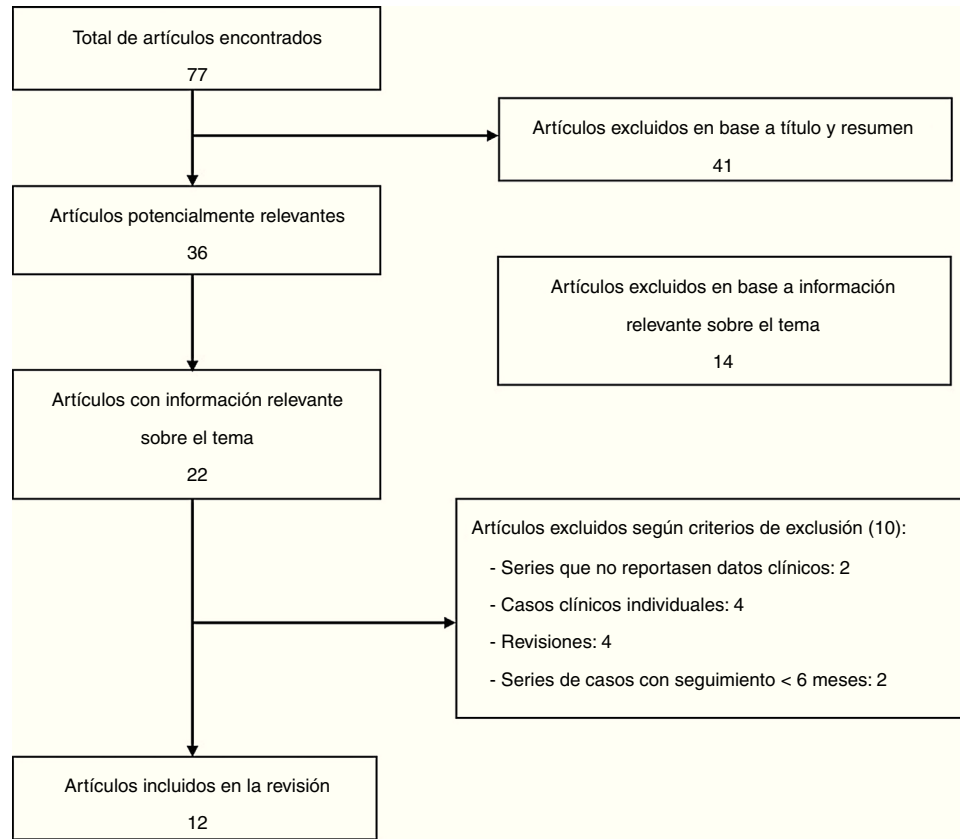 Total de artículos encontrados
77
Artículos excluidos en base a título y resumen
41
Artículos potencialmente relevantes
36
Artículos excluidos en base a información
relevante sobre el tema
14
Artículos con información relevante
sobre el tema
22
Artículos excluidos según criterios de exclusión (10):
- Series que no reportasen datos clínicos: 2
- Casos clínicos individuales: 4
- Revisiones: 4
- Series de casos con seguimiento < 6 meses: 2
Artículos incluidos en la revisión
12